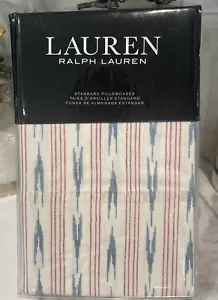 LAUREN
RALPH LAUREN
STANDARD PILLOWCASES
TAIES D'OREILLER STANDARD
FUNDA DE ALMOHADA ESTANDAR